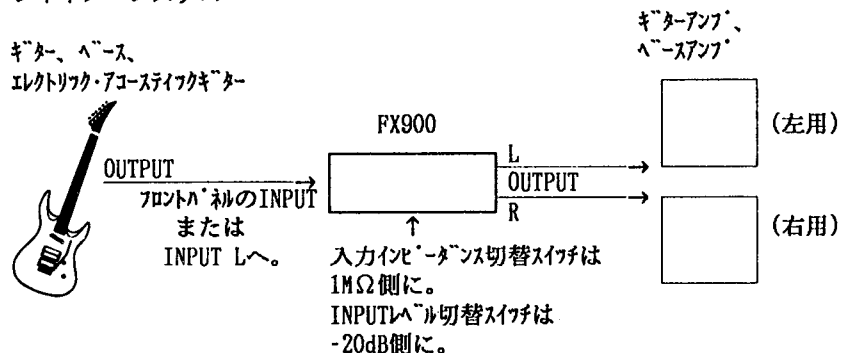 ギター、ベース、
エレクトリック・アコースティックギター
OUTPUT
フロントパネルのINPUT
または
INPUT Lへ。
FX900
L
OUTPUT
R
入力インピーダンス切替スイッチは
1MΩ側に。
INPUTレベル切替スイッチは
-20dB側に。
ギターアンプ、
ベースアンプ
(左用)
(右用)